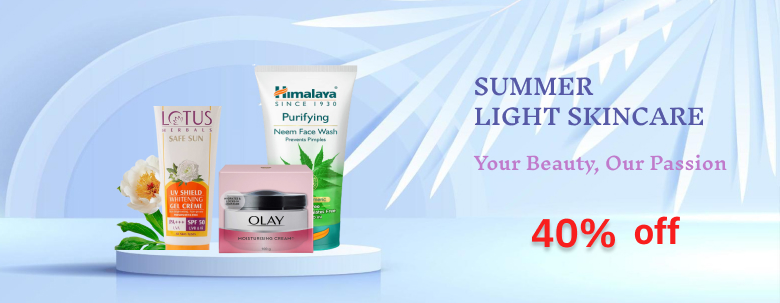 LOTUS
HERBALS
SAFE SUN
UV SHIELD
WHITENING
GEL CRÈME
PA+++ SPF 50
Himalaya
SINCE 1930
Purifying
Neem Face Wash
Prevents Pimples
OLAY
MOISTURISING CREAM
SUMMER
LIGHT SKINCARE
Your Beauty, Our Passion
40% off